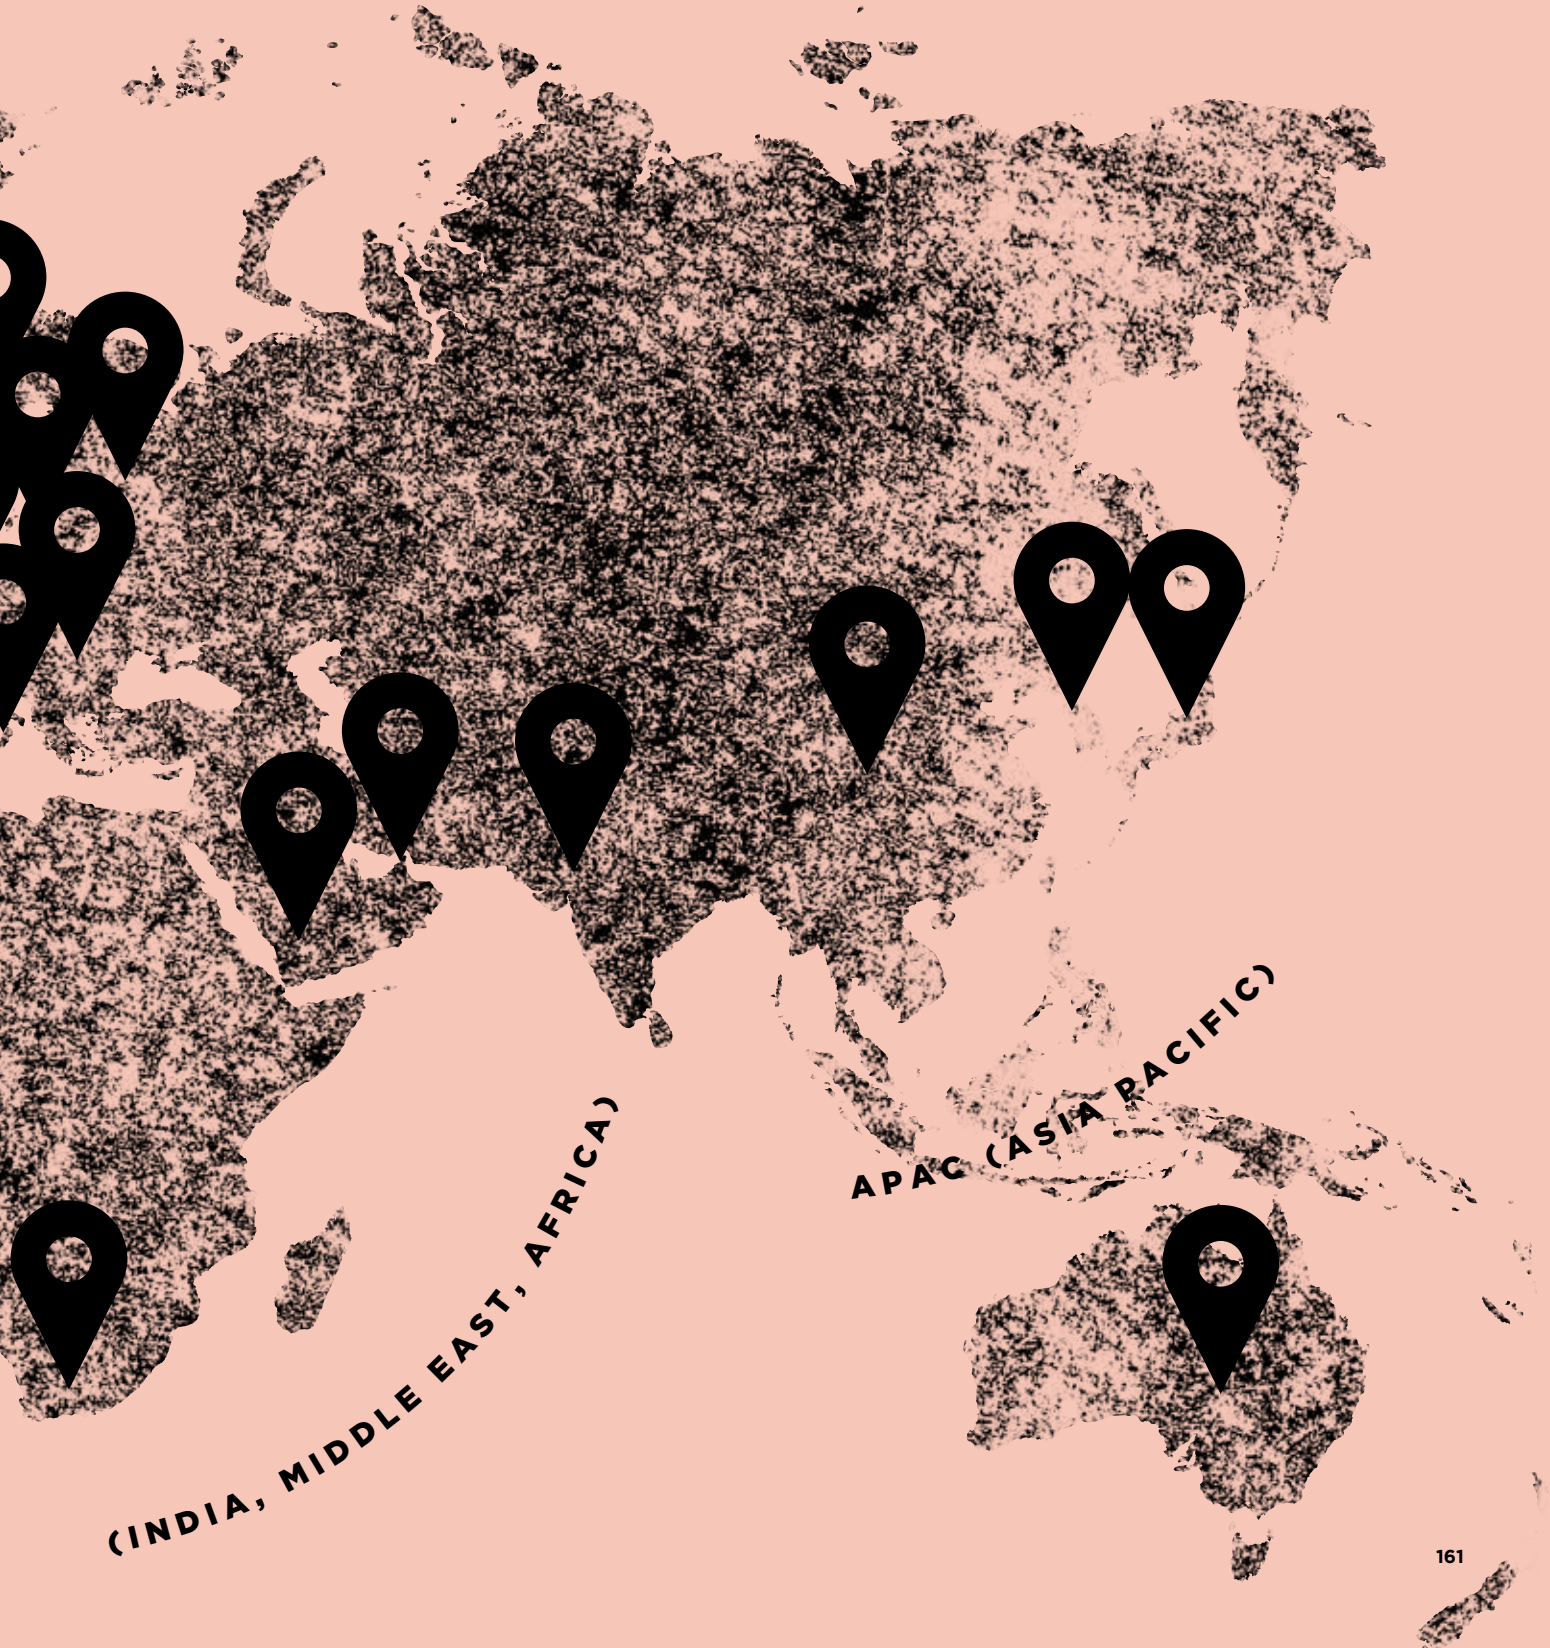 APAC (ASIA PACIFIC)
(INDIA, MIDDLE EAST, AFRICA)
161